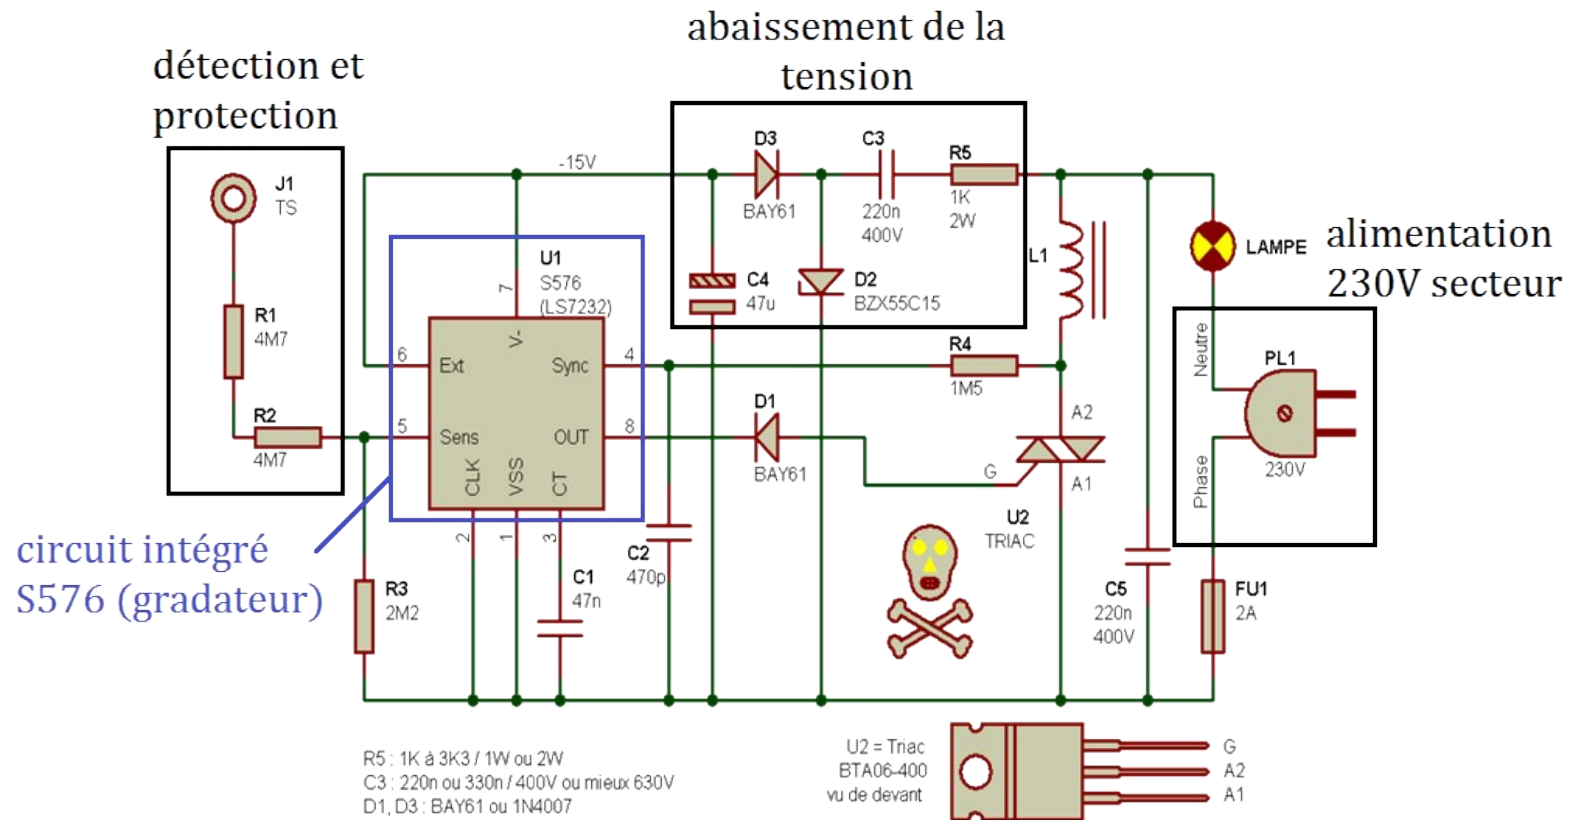 abaissement de la
tension
détection et
protection
J1
TS
R1
4M7
R2
4M7
-15V
D3
BAY61
C3
220n
400V
R5
1K
2W
C4
47u
D2
BZX55C15
L1
LAMPE
alimentation
230V secteur
U1
S576
(LS7232)
7
V-
6
Ext
Sync
4
5
Sens
OUT
8
CLK
VSS
CT
2
1
3
R4
1M5
D1
BAY61
A2
G
A1
U2
TRIAC
Neutre
PL1
Phase
230V
circuit intégré
S576 (gradateur)
R3
2M2
C1
47n
C2
470p
C5
220n
400V
FU1
2A
R5 : 1K à 3K3 / 1W ou 2W
C3 : 220n ou 330n / 400V ou mieux 630V
D1, D3 : BAY61 ou 1N4007
U2 = Triac
BTA06-400
vu de devant
G
A2
A1